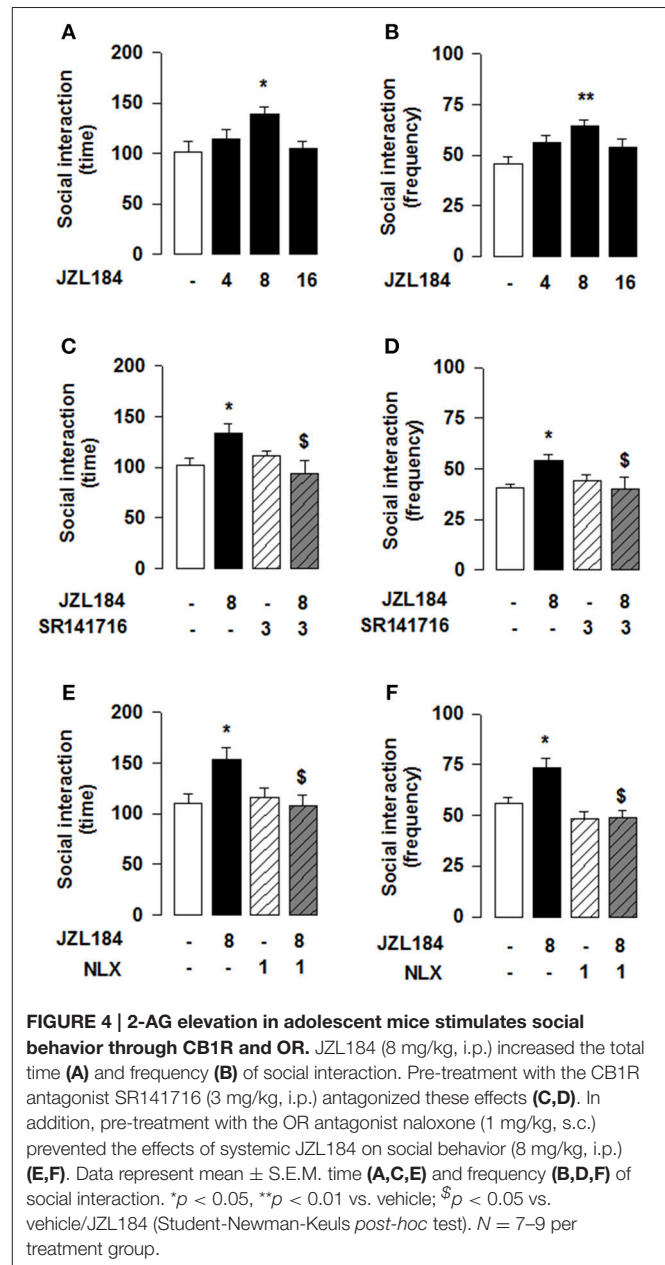 A
Social interaction
(time)
200
150
100
50
0
*
JZL184 - 4 8 16
B
Social interaction
(frequency)
100
75
50
25
0
**
JZL184 - 4 8 16
C
Social interaction
(time)
200
150
100
50
0
* $
JZL184 - 8 - 8
SR141716 - - 3 3
D
Social interaction
(frequency)
100
75
50
25
0
* $
JZL184 - 8 - 8
SR141716 - - 3 3
E
Social interaction
(time)
200
150
100
50
0
* $
JZL184 - 8 - 8
NLX - - 1 1
F
Social interaction
(frequency)
100
75
50
25
0
* $
JZL184 - 8 - 8
NLX - - 1 1
FIGURE 4 | 2-AG elevation in adolescent mice stimulates social
behavior through CB1R and OR. JZL184 (8 mg/kg, i.p.) increased the total
time (A) and frequency (B) of social interaction. Pre-treatment with the CB1R
antagonist SR141716 (3 mg/kg, i.p.) antagonized these effects (C,D). In
addition, pre-treatment with the OR antagonist naloxone (1 mg/kg, s.c.)
prevented the effects of systemic JZL184 on social behavior (8 mg/kg, i.p.)
(E,F). Data represent mean ± S.E.M. time (A,C,E) and frequency (B,D,F) of
social interaction. *p < 0.05, **p < 0.01 vs. vehicle; $p < 0.05 vs.
vehicle/JZL184 (Student-Newman-Keuls post-hoc test). N = 7–9 per
treatment group.